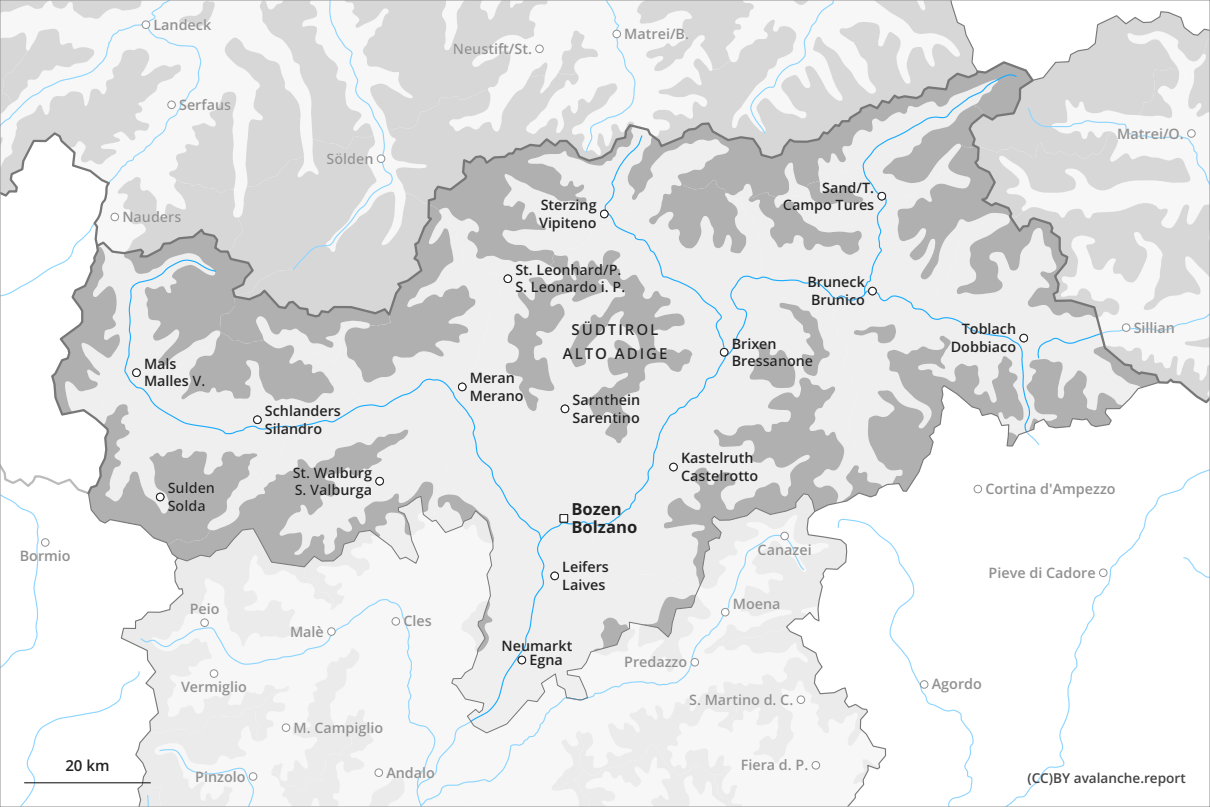 Landeck
Matrei/B.
Neustift/St.
Serfaus
Matrei/O.
Sölden
Sand/T.
Campo Tures
Nauders
Sterzing
Vipiteno
St. Leonhard/P.
S. Leonardo i. P.
Bruneck
Brunico
SÜDTIROL
ALTO ADIGE
Toblach
Dobbiaco
Sillian
Brixen
Bressanone
Mals
Malles V.
Meran
Merano
Sarnthein
Sarentino
Schlanders
Silandro
Kastelruth
Castelrotto
St. Walburg
S. Valburga
Sulden
Solda
Cortina d'Ampezzo
Bozen
Bolzano
Bormio
Canazei
Leifers
Laives
Pieve di Cadore
Peio
Moena
Cles
Malè
Neumarkt
Egna
Predazzo
Vermiglio
Agordo
S. Martino d. C.
M. Campiglio
20 km
Fiera d. P.
Pinzolo
Andalo
(CC)BY avalanche.report